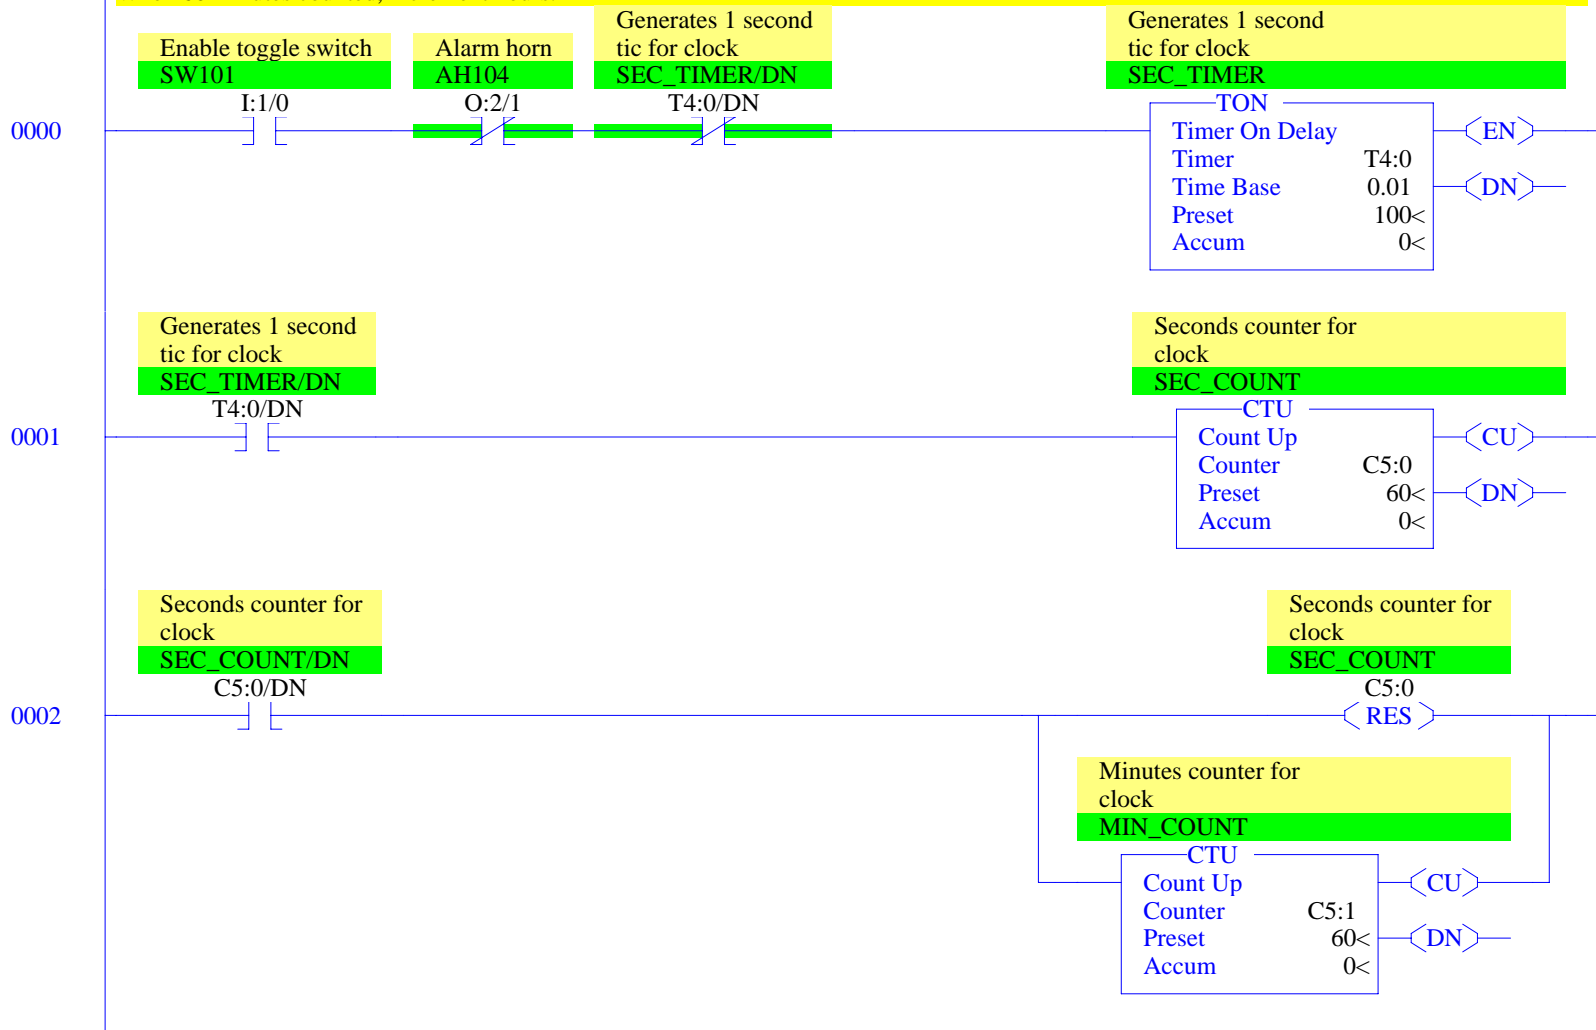 Generates 1 second
tic for clock
SEC_TIMER/DN
Generates 1 second
tic for clock
SEC_TIMER
Enable toggle switch
SW101
Alarm horn
AH104
I:1/0
O:2/1
T4:0/DN
0000
TON
Timer On Delay
Timer T4:0
Time Base 0.01
Preset 100<
Accum 0<
EN
DN
Generates 1 second
tic for clock
SEC_TIMER/DN
T4:0/DN
Seconds counter for
clock
SEC_COUNT
0001
CTU
Count Up
Counter C5:0
Preset 60<
Accum 0<
CU
DN
Seconds counter for
clock
SEC_COUNT/DN
C5:0/DN
Seconds counter for
clock
SEC_COUNT
C5:0
0002
RES
Minutes counter for
clock
MIN_COUNT
CTU
Count Up
Counter C5:1
Preset 60<
Accum 0<
CU
DN